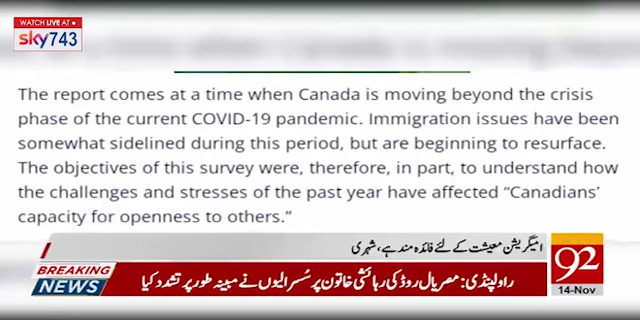 WATCH LIVE AT
sky743
The report comes at a time when Canada is moving beyond the crisis
phase of the current COVID-19 pandemic. Immigration issues have been
somewhat sidelined during this period, but are beginning to resurface.
The objectives of this survey were, therefore, in part, to understand how
the challenges and stresses of the past year have affected “Canadians’
capacity for openness to others.”
امیگریشن معیشت کے لئے فائدہ مند ہے، شہری
BREAKING
NEWS
راولپنڈی: مصریال روڈ کی رہائشی خاتون پر سُسرالیوں نے مبینہ طور پر تشدد کیا
92
14-Nov